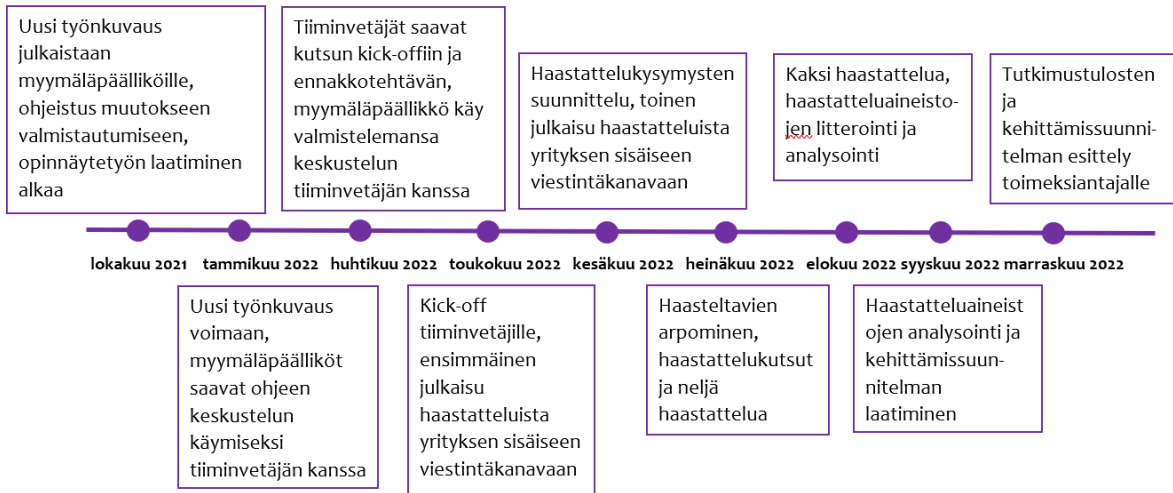 Uusi työnkuvaus
julkaistaan
myymäläpäälliköille,
ohjeistus muutokseen
valmistautumiseen,
opinnäytetyön laatiminen
alkaa
Tiiminvetäjät saavat
kutsun kick-offiin ja
ennakkotehtävän,
myymäläpäällikkö käy
valmistelemansa
keskustelun
tiiminvetäjän kanssa
Haastattelukysymysten
suunnittelu, toinen
julkaisu haastatteluista
yrityksen sisäiseen
viestintäkanavaan
Kaksi haastattelua,
haastatteluaineisto-
jen litterointi ja
analysointi
Tutkimustulosten
ja
kehittämissuunni-
telman esittely
toimeksiantajalle
lokakuu 2021 tammikuu 2022 huhtikuu 2022 toukokuu 2022 kesäkuu 2022 heinäkuu 2022 elokuu 2022 syyskuu 2022 marraskuu 2022
Uusi työnkuvaus
voimaan,
myymäläpäälliköt
saavat ohjeen
keskustelun
käymiseksi
tiiminvetäjän kanssa
Kick-off
tiiminvetäjille,
ensimmäinen
julkaisu
haastatteluista
yrityksen sisäiseen
viestintäkanavaan
Haasteltavien
arpominen,
haastattelukutsut
ja neljä
haastattelua
Haastatteluaineist
ojen analysointi ja
kehittämissuun-
nitelman
laatiminen